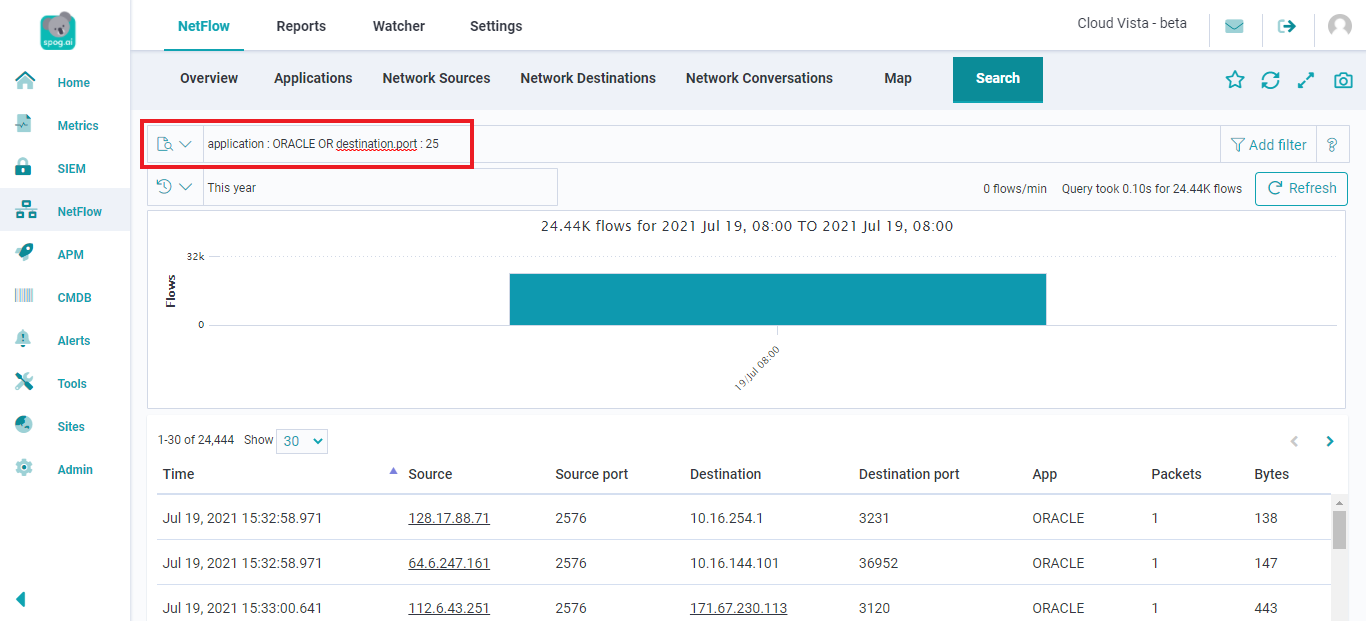 spog.ai
NetFlow Reports Watcher Settings
Cloud Vista - beta
Overview Applications Network Sources Network Destinations Network Conversations Map Search
Home
Metrics
SIEM
NetFlow
APM
CMDB
Alerts
Tools
Sites
Admin
application : ORACLE OR destination.port : 25
Add filter ?
This year
0 flows/min Query took 0.10s for 24.44K flows Refresh
24.44K flows for 2021 Jul 19, 08:00 TO 2021 Jul 19, 08:00
Flows
32k
0
19/Jul 08:00
1-30 of 24,444 Show 30
Time Source Source port Destination Destination port App Packets Bytes
Jul 19, 2021 15:32:58.971 128.17.88.71 2576 10.16.254.1 3231 ORACLE 1 138
Jul 19, 2021 15:32:58.971 64.6.247.161 2576 10.16.144.101 36952 ORACLE 1 147
Jul 19, 2021 15:33:00.641 112.6.43.251 2576 171.67.230.113 3120 ORACLE 1 443